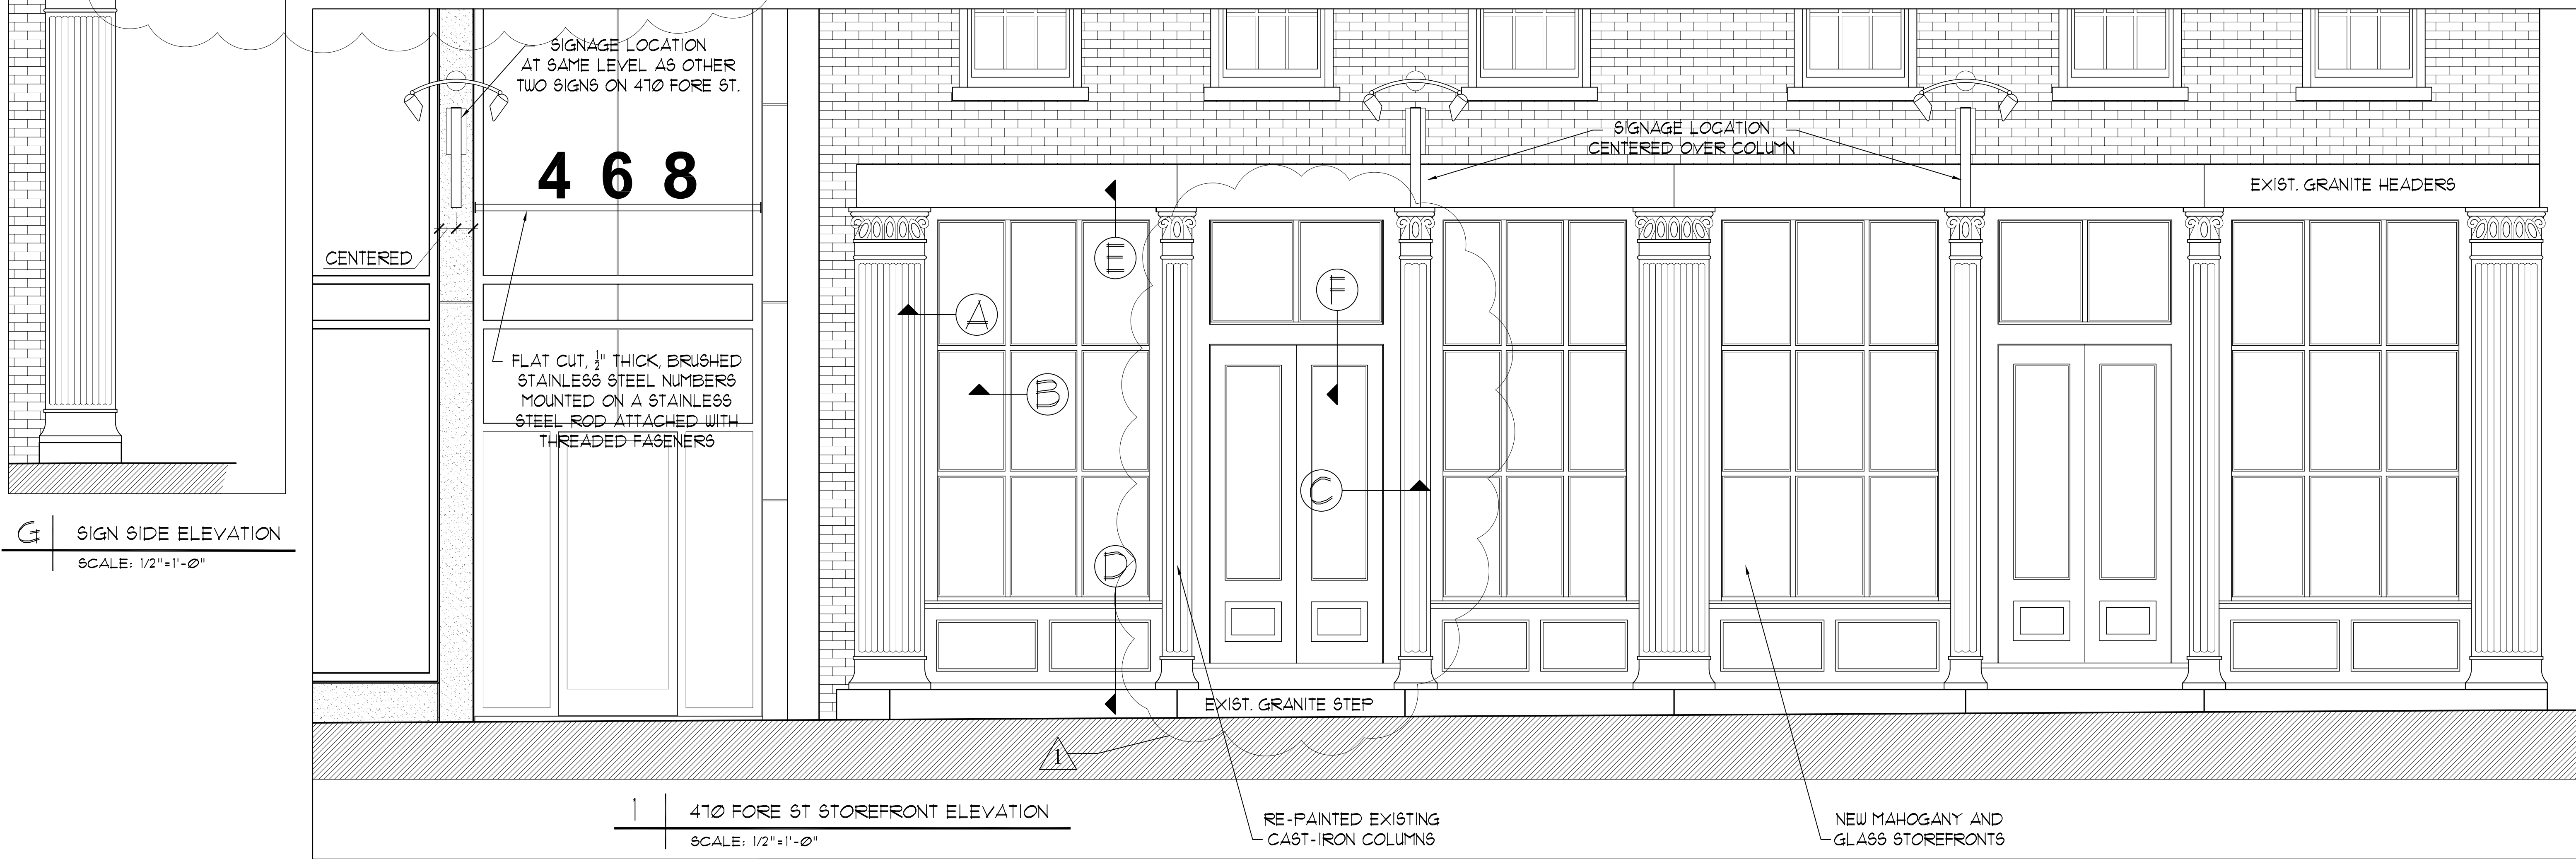 SIGNAGE LOCATION
AT SAME LEVEL AS OTHER
TWO SIGNS ON 470 FORE ST.
4 6 8
CENTERED
FLAT CUT, 1/2" THICK, BRUSHED
STAINLESS STEEL NUMBERS
MOUNTED ON A STAINLESS
STEEL ROD ATTACHED WITH
THREADED FASENERS
G
SIGN SIDE ELEVATION
SCALE: 1/2"=1'-0"
SIGNAGE LOCATION
CENTERED OVER COLUMN
EXIST. GRANITE HEADERS
E
F
A
B
C
D
EXIST. GRANITE STEP
1
1
470 FORE ST STOREFRONT ELEVATION
SCALE: 1/2"=1'-0"
RE-PAINTED EXISTING
CAST-IRON COLUMNS
NEW MAHOGANY AND
GLASS STOREFRONTS